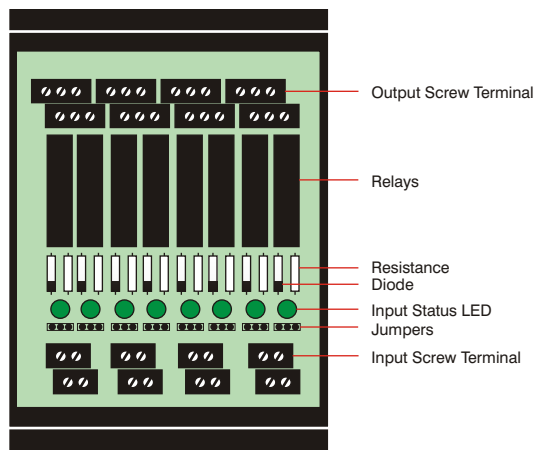 Output Screw Terminal
Relays
Resistance
Diode
Input Status LED
Jumpers
Input Screw Terminal